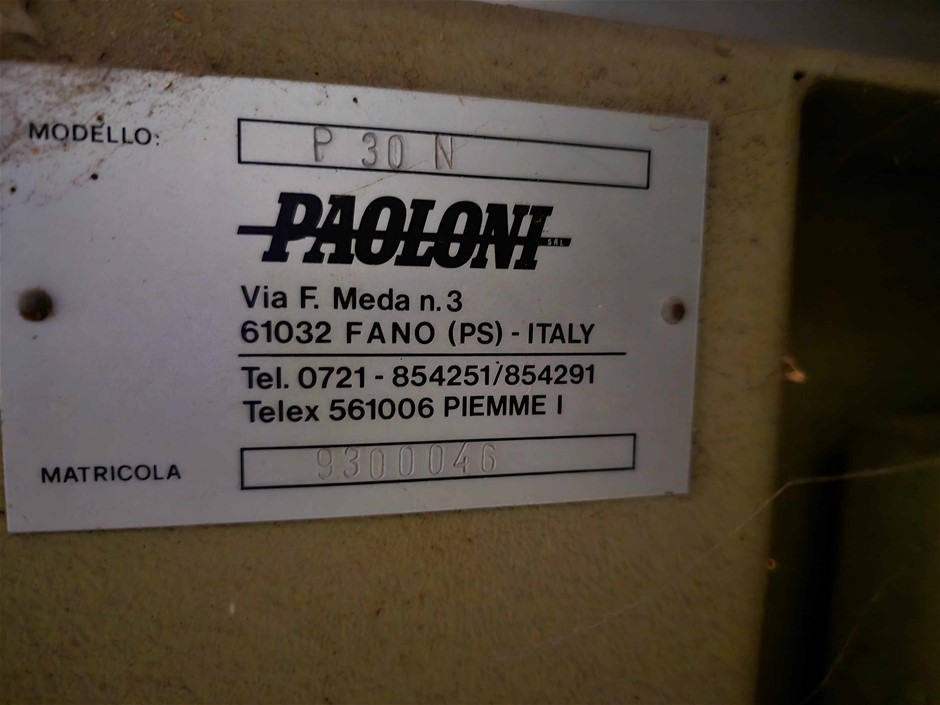 MODELLO: P 30 N
PAOLONI SRL
Via F. Meda n. 3
61032 FANO (PS) - ITALY
Tel. 0721 - 854251/854291
Telex 561006 PIEMME I
MATRICOLA 9300046